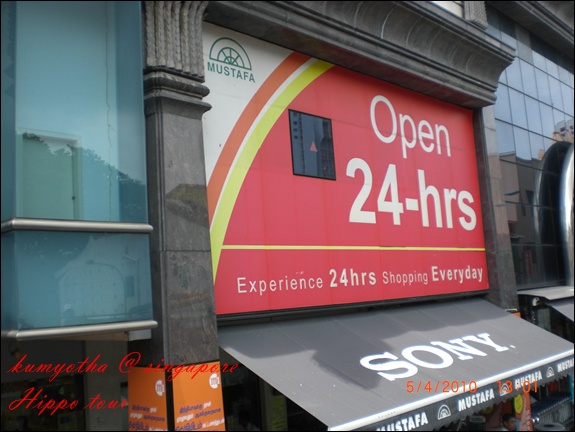 MUSTAFA
Open
24-hrs
Experience 24hrs Shopping Everyday
SONY
MUSTAFA MUSTAFA
kumyotha @ singapore
Hippo tour
5/4/2010 13:01